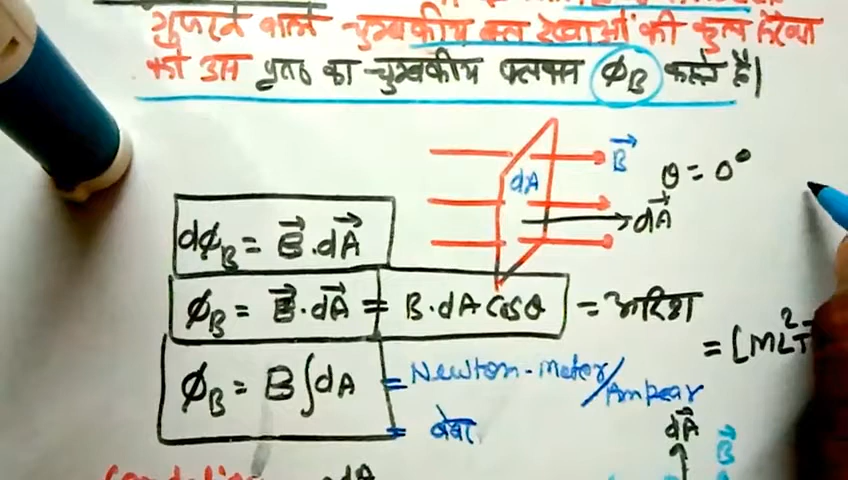 गुजरने वाली चुम्बकीय बल रेखाओं की कुल संख्या
को उस पृष्ठ का चुम्बकीय फ्लक्स ϕB कहते है।
B⃗
dA
θ = 0°
dA⃗
dϕB = B⃗.dA⃗
ϕB = B⃗.dA⃗ = B.dA Cosθ = अदिश
= [ML²T
ϕB = B∫dA = Newton-meter/Ampear
= वेबर
dA⃗
B⃗
dA